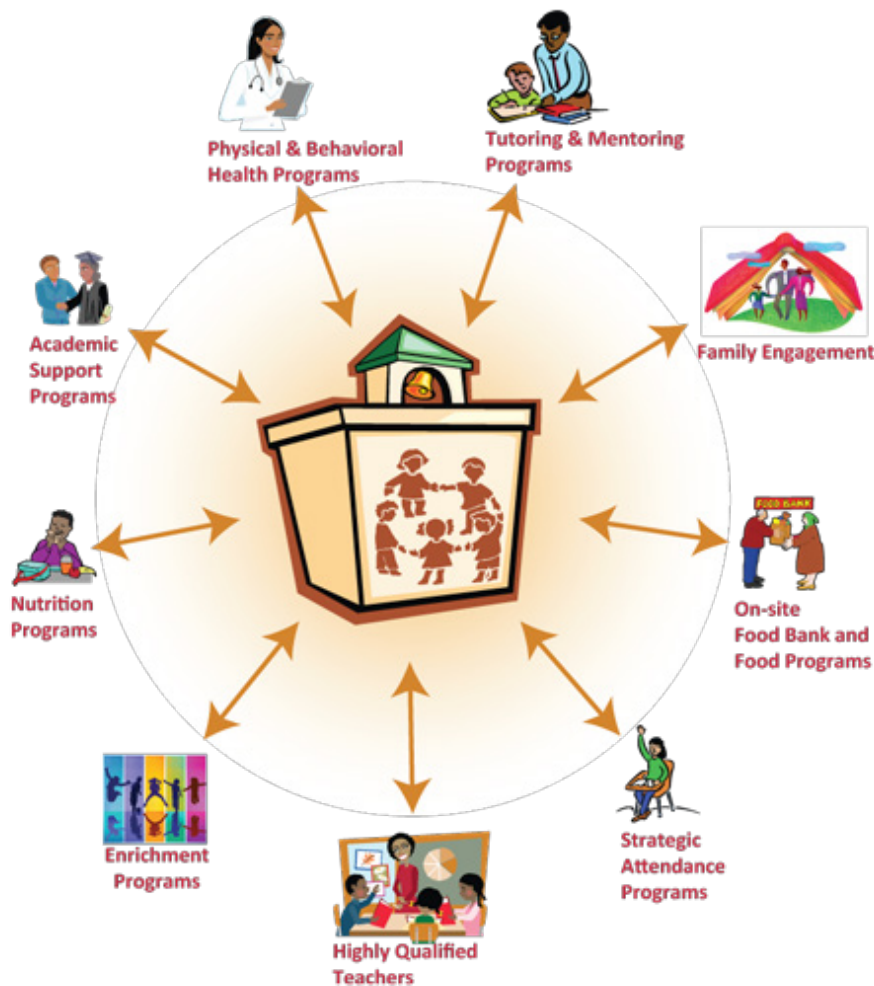 Physical & Behavioral
Health Programs
Tutoring & Mentoring
Programs
Family Engagement
FOOD BANK
On-site
Food Bank and
Food Programs
Strategic
Attendance
Programs
Highly Qualified
Teachers
Enrichment
Programs
Nutrition
Programs
Academic
Support
Programs